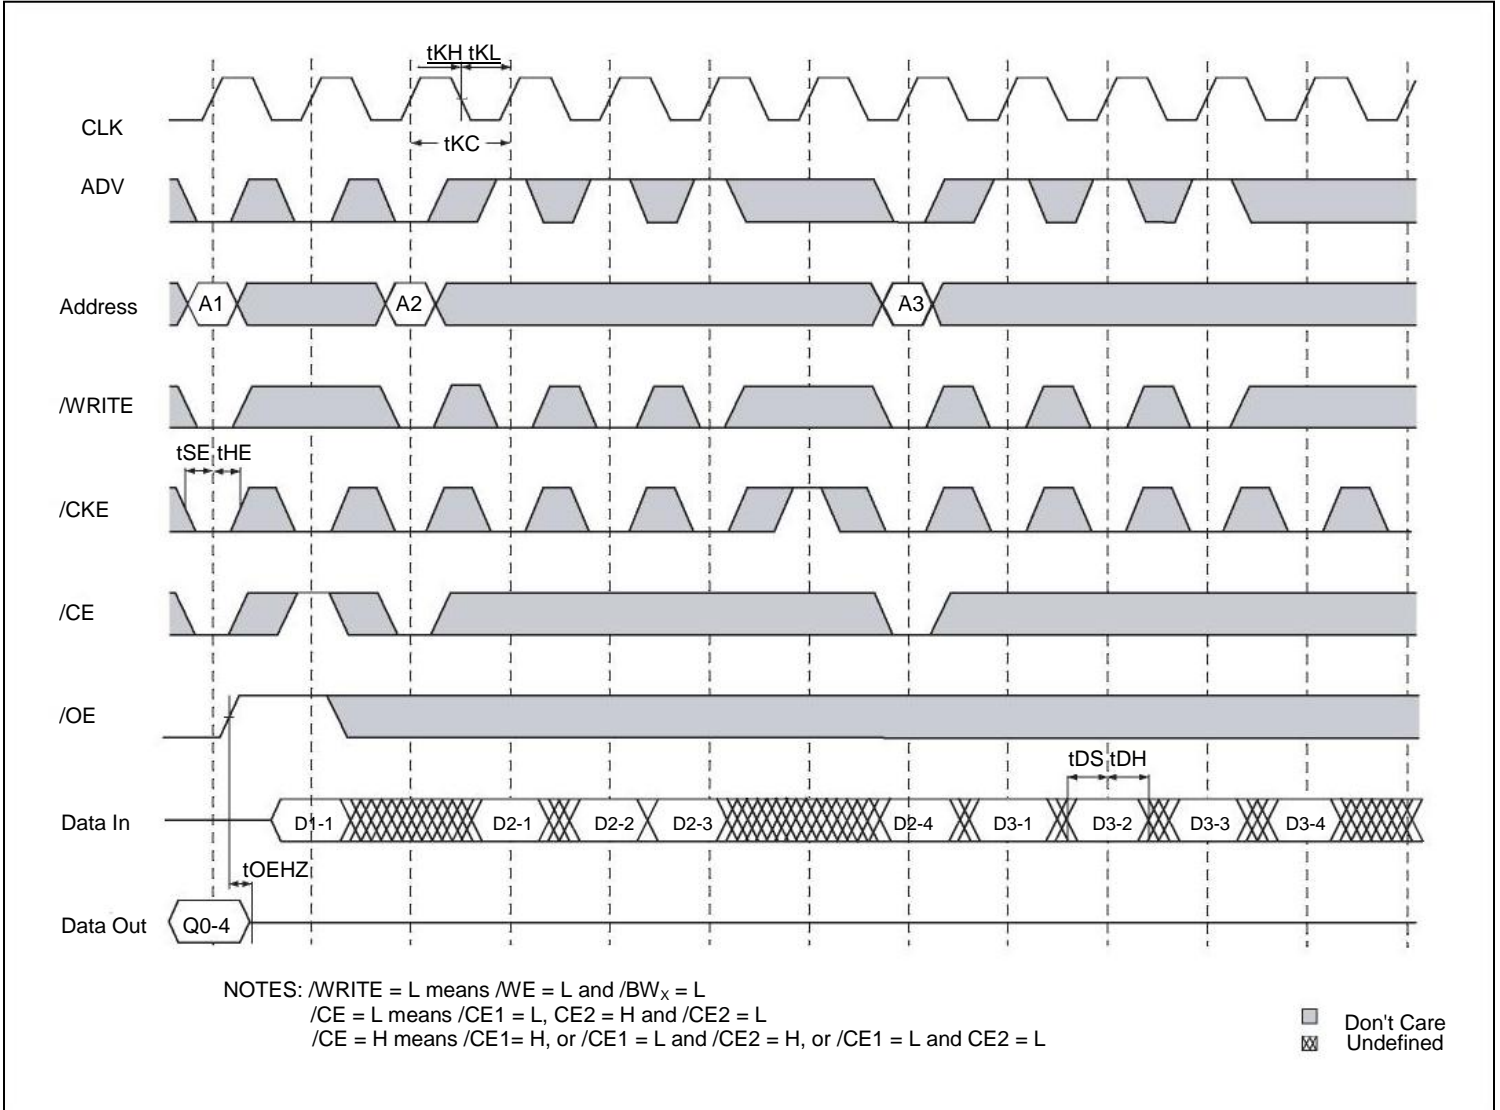 tKH tKL
CLK
tKC
ADV
Address
A1
A2
A3
/WRITE
tSE tHE
/CKE
/CE
/OE
tDS tDH
Data In
D1-1
D2-1
D2-2
D2-3
D2-4
D3-1
D3-2
D3-3
D3-4
tOEHZ
Data Out
Q0-4
NOTES: /WRITE = L means /WE = L and /BWX = L
/CE = L means /CE1 = L, CE2 = H and /CE2 = L
/CE = H means /CE1= H, or /CE1 = L and /CE2 = H, or /CE1 = L and CE2 = L
Don't Care
Undefined